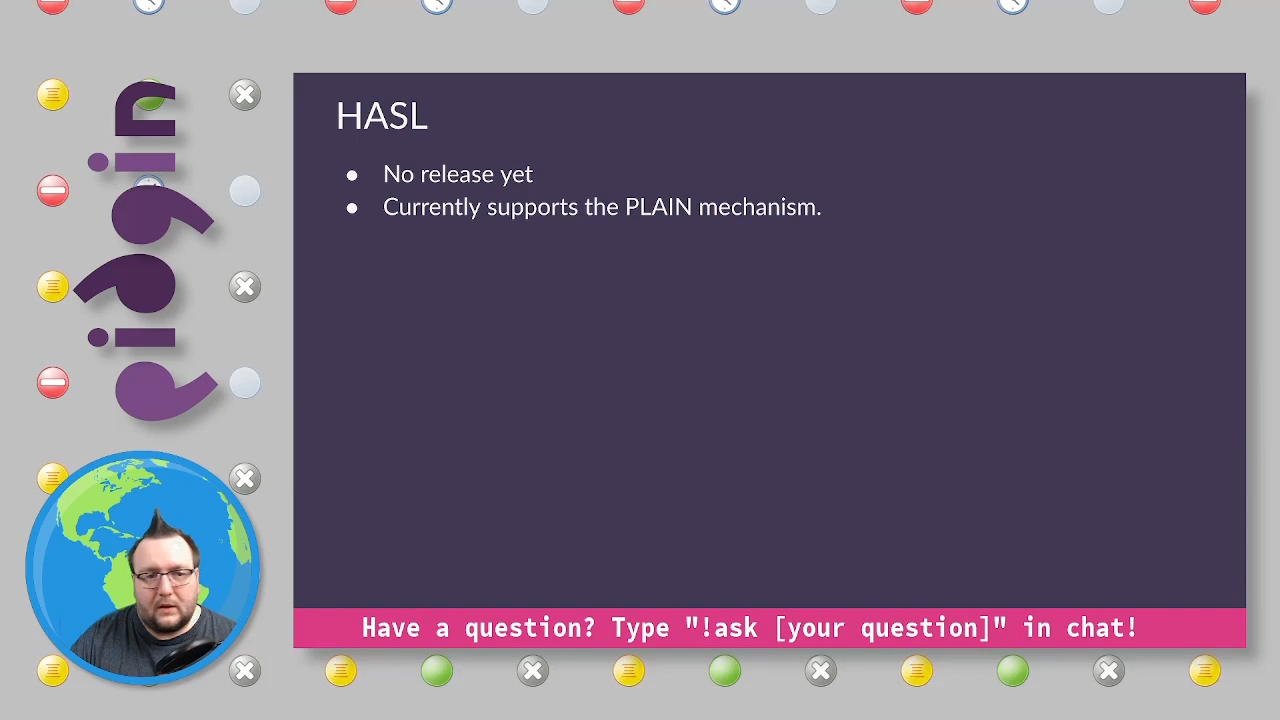 pidgin
HASL
● No release yet
● Currently supports the PLAIN mechanism.
Have a question? Type "!ask [your question]" in chat!